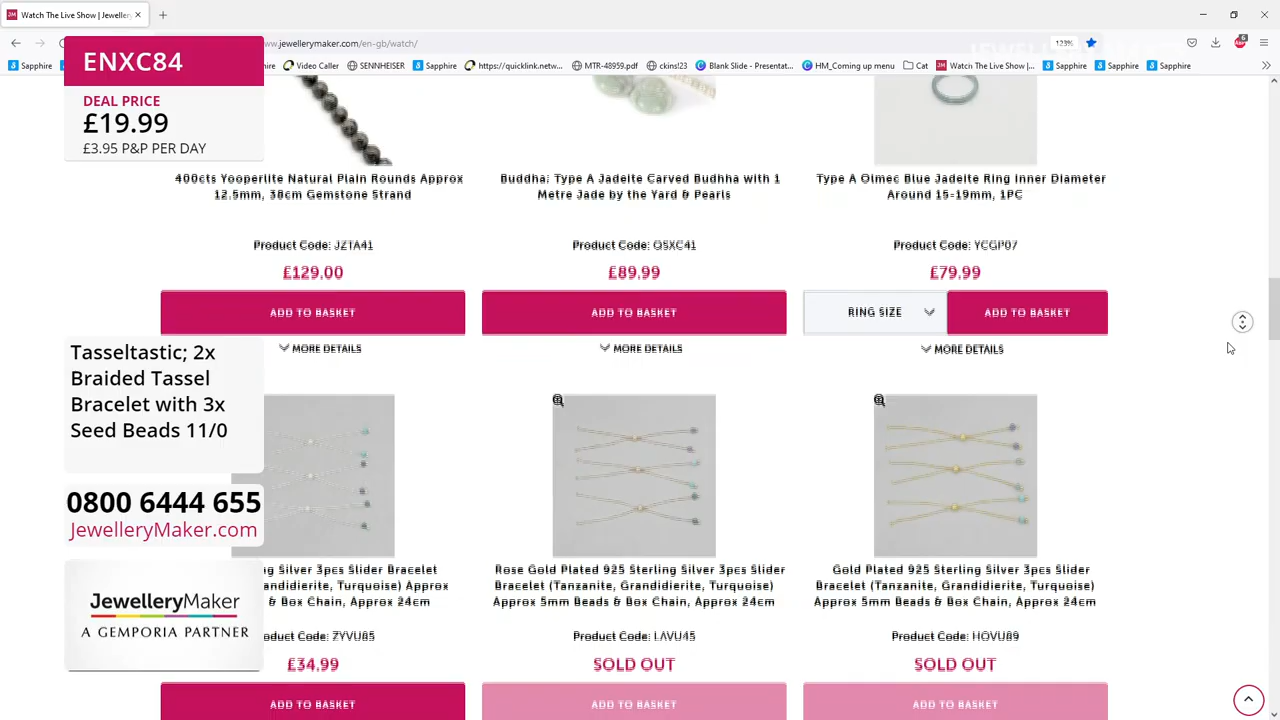 Watch The Live Show | Jeweller
ENXC84
DEAL PRICE
£19.99
£3.95 P&P PER DAY
ww.jewellerymaker.com/en-gb/watch/
123%
6
Sapphire
Video Caller
SENNHEISER
Sapphire
https://quicklink.netw...
MTR-48959.pdf
ckinsl23
Blank Slide - Presentat...
HM_Coming up menu
Cat
Watch The Live Show |...
Sapphire
Sapphire
Sapphire
400cts Yooperlite Natural Plain Rounds Approx
12.5mm, 38cm Gemstone Strand
Product Code: JZTA41
£129.00
ADD TO BASKET
MORE DETAILS
Buddha; Type A Jadeite Carved Budhha with 1
Metre Jade by the Yard & Pearls
Product Code: QSXC41
£89.99
ADD TO BASKET
MORE DETAILS
Type A Olmec Blue Jadeite Ring Inner Diameter
Around 15-19mm, 1PC
Product Code: YCGP07
£79.99
RING SIZE
ADD TO BASKET
MORE DETAILS
Tasseltastic; 2x
Braided Tassel
Bracelet with 3x
Seed Beads 11/0
0800 6444 655
JewelleryMaker.com
JewelleryMaker
A GEMPORIA PARTNER
ng Silver 3pcs Slider Bracelet
Grandidierite, Turquoise) Approx
& Box Chain, Approx 24cm
oduct Code: ZYVU85
£34.99
ADD TO BASKET
Rose Gold Plated 925 Sterling Silver 3pcs Slider
Bracelet (Tanzanite, Grandidierite, Turquoise)
Approx 5mm Beads & Box Chain, Approx 24cm
Product Code: LAVU45
SOLD OUT
ADD TO BASKET
Gold Plated 925 Sterling Silver 3pcs Slider
Bracelet (Tanzanite, Grandidierite, Turquoise)
Approx 5mm Beads & Box Chain, Approx 24cm
Product Code: HOVU89
SOLD OUT
ADD TO BASKET